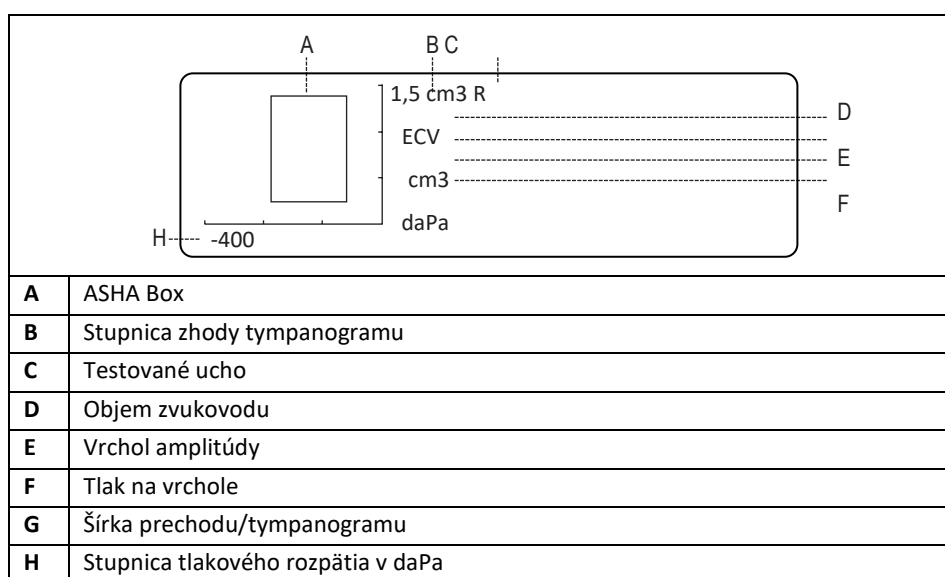 A B C
1,5 cm3 R
D
ECV
E
cm3
F
daPa
H -400
A ASHA Box
B Stupnica zhody tympanogramu
C Testované ucho
D Objem zvukovodu
E Vrchol amplitúdy
F Tlak na vrchole
G Šírka prechodu/tympanogramu
H Stupnica tlakového rozpätia v daPa